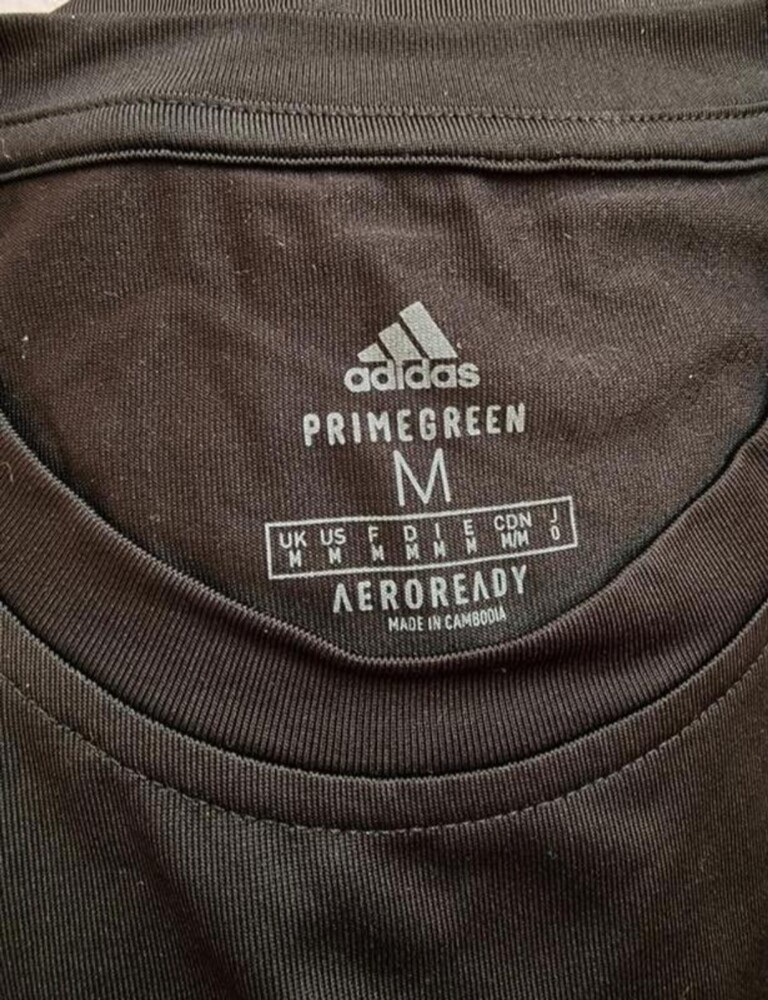 adidas
PRIMEGREEN
M
UK US F D I E CDN J
M M M M M M M/M O
AEROREADY
MADE IN CAMBODIA